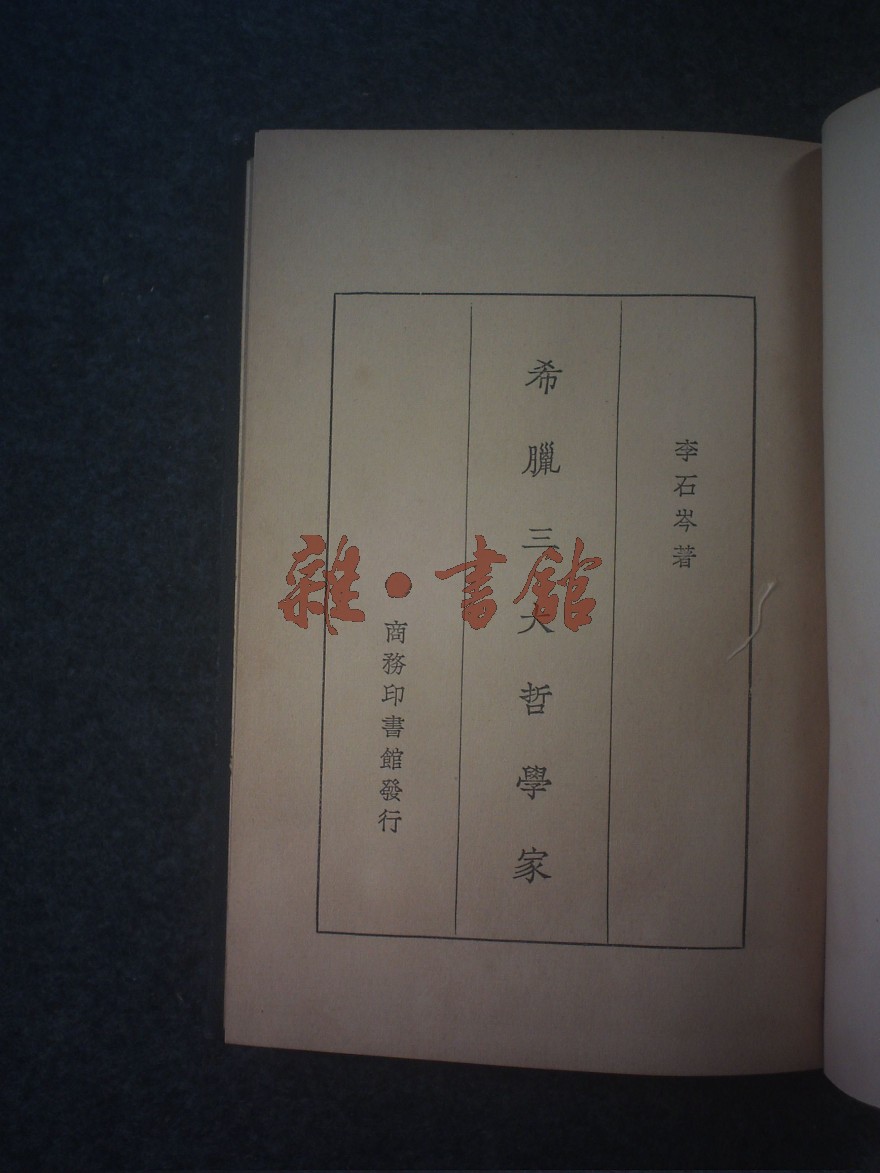 李石岑著
希臘三大哲學家
商務印書館發行
雜·書館